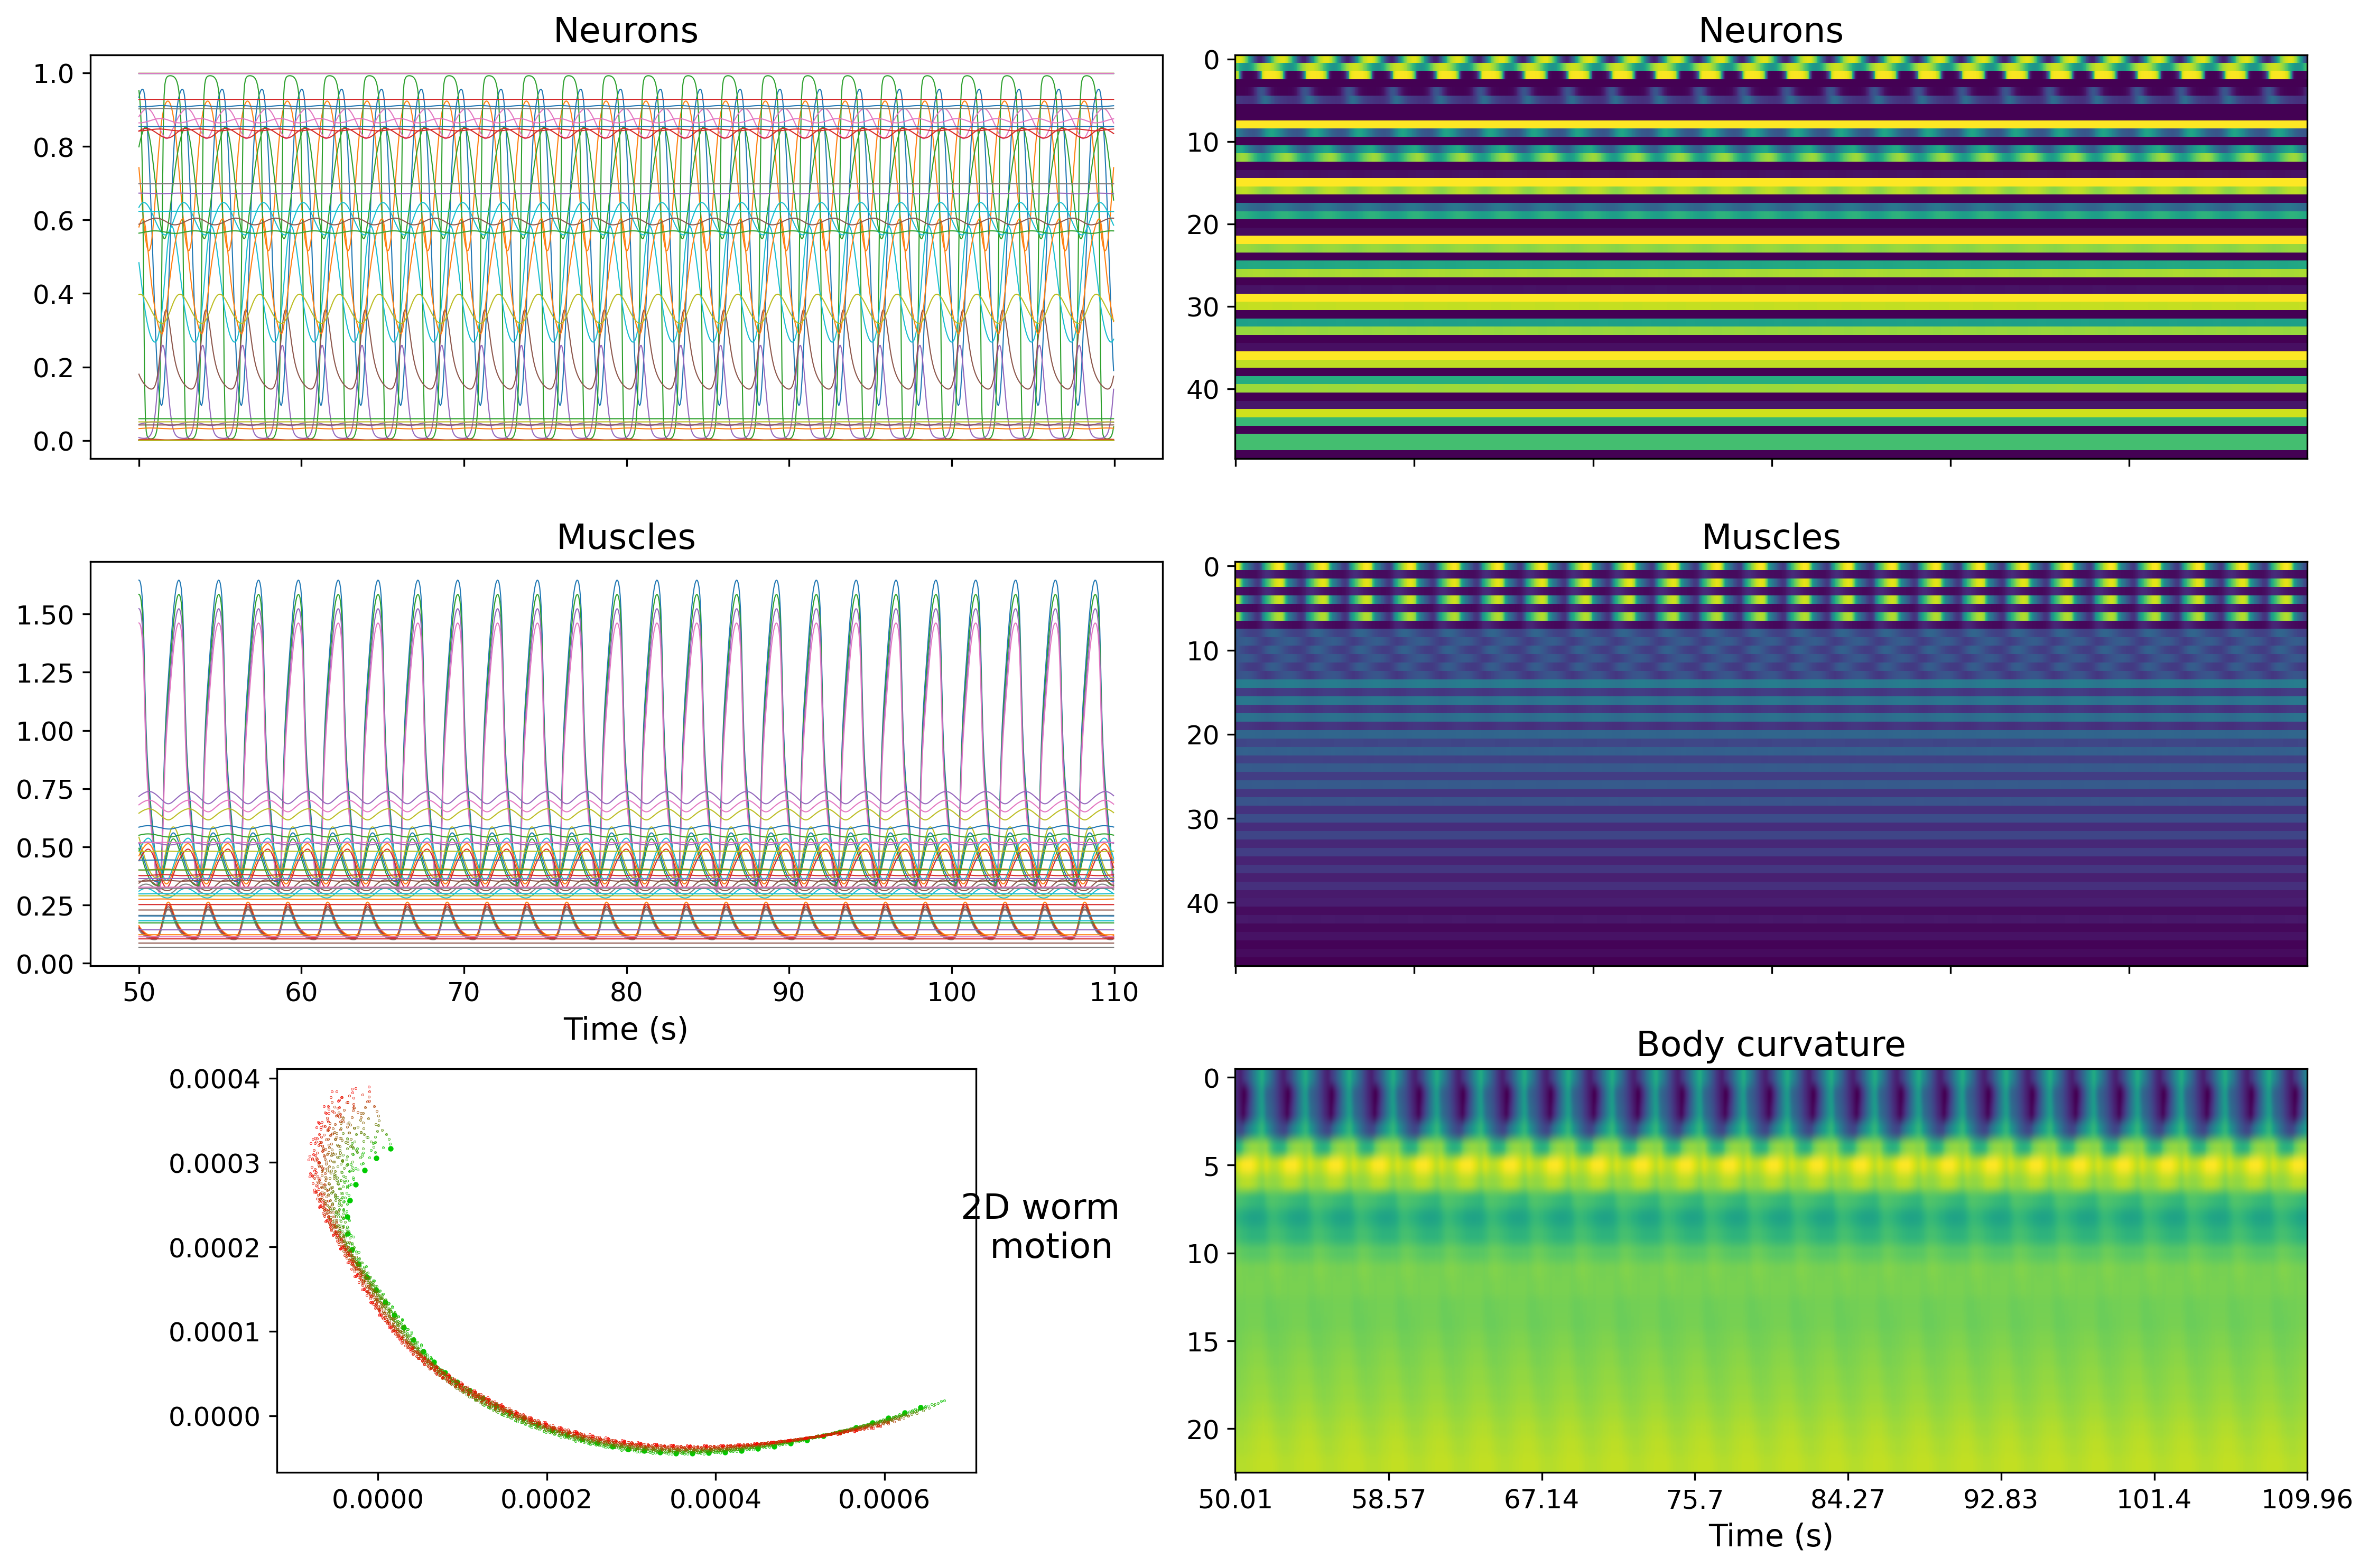 Neurons
1.0
0.8
0.6
0.4
0.2
0.0
Neurons
0
10
20
30
40
Muscles
1.50
1.25
1.00
0.75
0.50
0.25
0.00
50 60 70 80 90 100 110
Time (s)
Muscles
0
10
20
30
40
0.0004
0.0003
0.0002
0.0001
0.0000
0.0000 0.0002 0.0004 0.0006
2D worm
motion
Body curvature
0
5
10
15
20
50.01 58.57 67.14 75.7 84.27 92.83 101.4 109.96
Time (s)